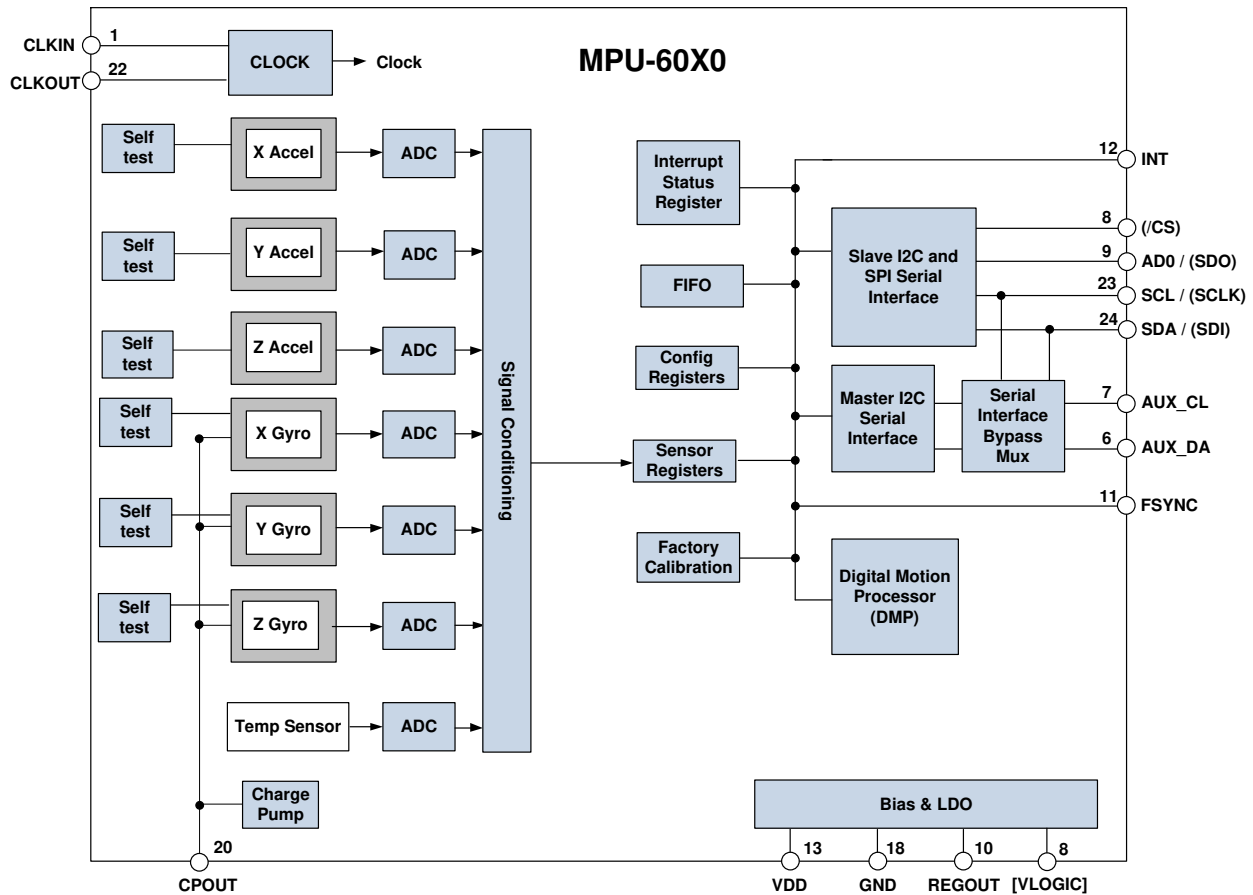 MPU-60X0
CLKIN
1
CLKOUT
22
CLOCK
Clock
Self
test
X Accel
ADC
Self
test
Y Accel
ADC
Self
test
Z Accel
ADC
Self
test
X Gyro
ADC
Self
test
Y Gyro
ADC
Self
test
Z Gyro
ADC
Temp Sensor
ADC
Signal Conditioning
Charge
Pump
20
CPOUT
Interrupt
Status
Register
FIFO
Config
Registers
Sensor
Registers
Factory
Calibration
Slave I2C and
SPI Serial
Interface
Master I2C
Serial
Interface
Serial
Interface
Bypass
Mux
Digital Motion
Processor
(DMP)
12
INT
8
(/CS)
9
AD0 / (SDO)
23
SCL / (SCLK)
24
SDA / (SDI)
7
AUX_CL
6
AUX_DA
11
FSYNC
Bias & LDO
13
VDD
18
GND
10
REGOUT
8
[VLOGIC]